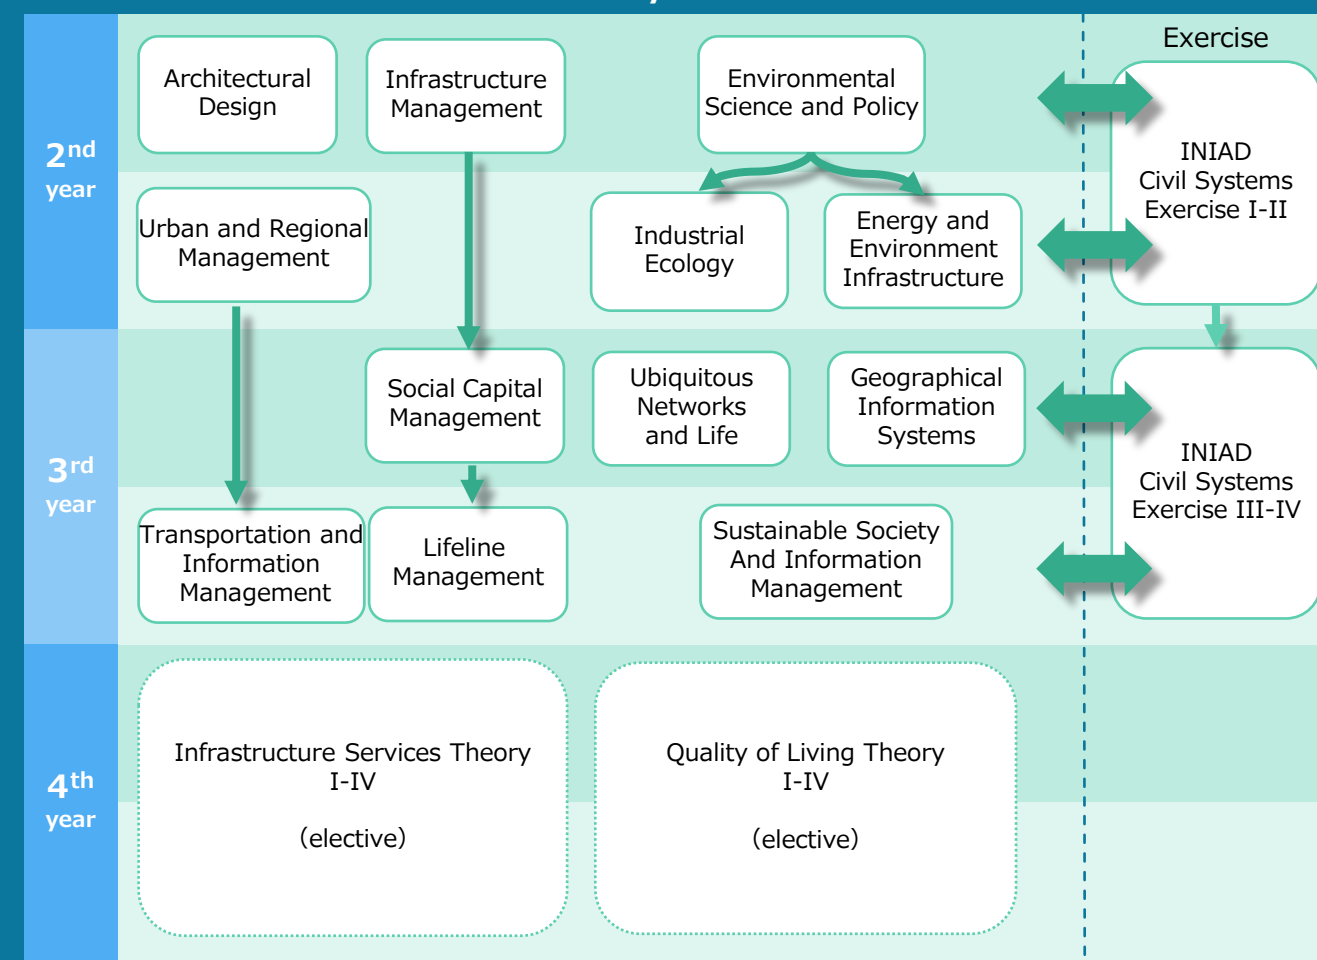 Exercise
2nd
year
Architectural
Design
Infrastructure
Management
Environmental
Science and Policy
INIAD
Civil Systems
Exercise I-II
Urban and Regional
Management
Industrial
Ecology
Energy and
Environment
Infrastructure
3rd
year
Social Capital
Management
Ubiquitous
Networks
and Life
Geographical
Information
Systems
INIAD
Civil Systems
Exercise III-IV
Transportation and
Information
Management
Lifeline
Management
Sustainable Society
And Information
Management
4th
year
Infrastructure Services Theory
I-IV
(elective)
Quality of Living Theory
I-IV
(elective)